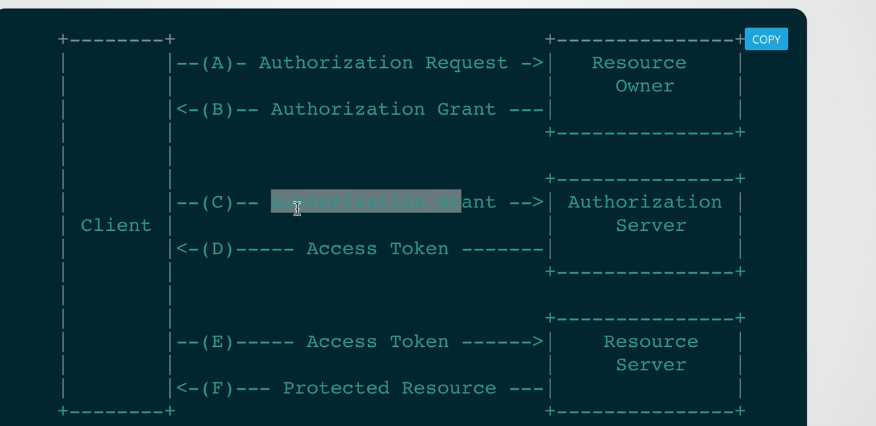 +--------+                               +---------------+ COPY
|        |--(A)- Authorization Request ->|   Resource    |
|        |                               |     Owner     |
|        |<-(B)-- Authorization Grant ---|               |
|        |                               +---------------+
|        |
|        |                               +---------------+
|        |--(C)-- Authorization Grant -->| Authorization |
| Client |                               |     Server    |
|        |<-(D)----- Access Token -------|               |
|        |                               +---------------+
|        |
|        |                               +---------------+
|        |--(E)----- Access Token ------>|    Resource   |
|        |                               |     Server    |
|        |<-(F)--- Protected Resource ---|               |
+--------+                               +---------------+